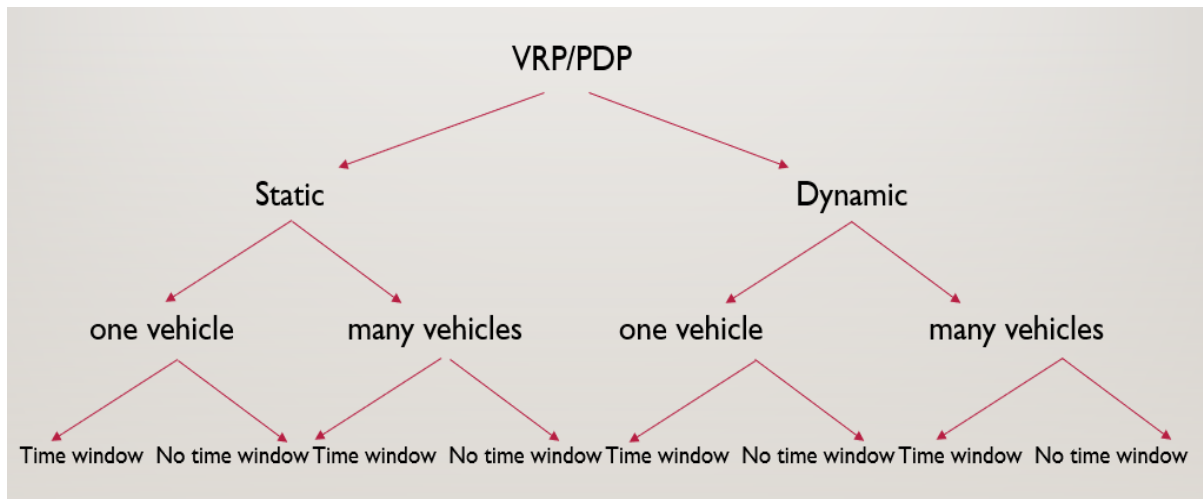 VRP/PDP
Static Dynamic
one vehicle many vehicles one vehicle many vehicles
Time window No time window Time window No time window Time window No time window Time window No time window